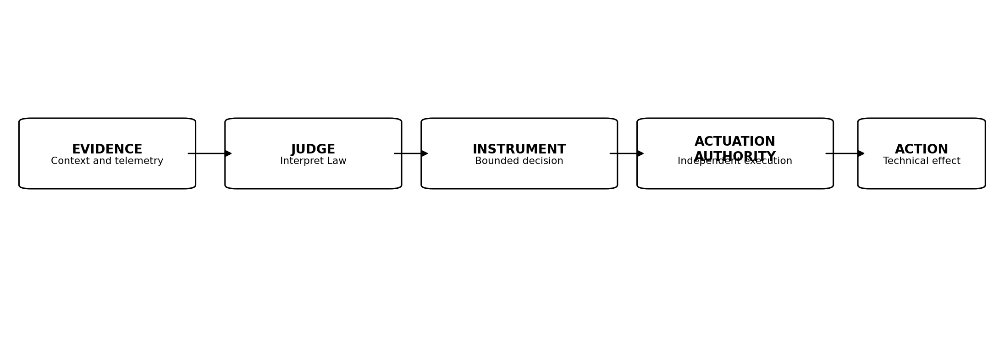 EVIDENCE
Context and telemetry
JUDGE
Interpret Law
INSTRUMENT
Bounded decision
ACTUATION
AUTHORITY
Independent execution
ACTION
Technical effect